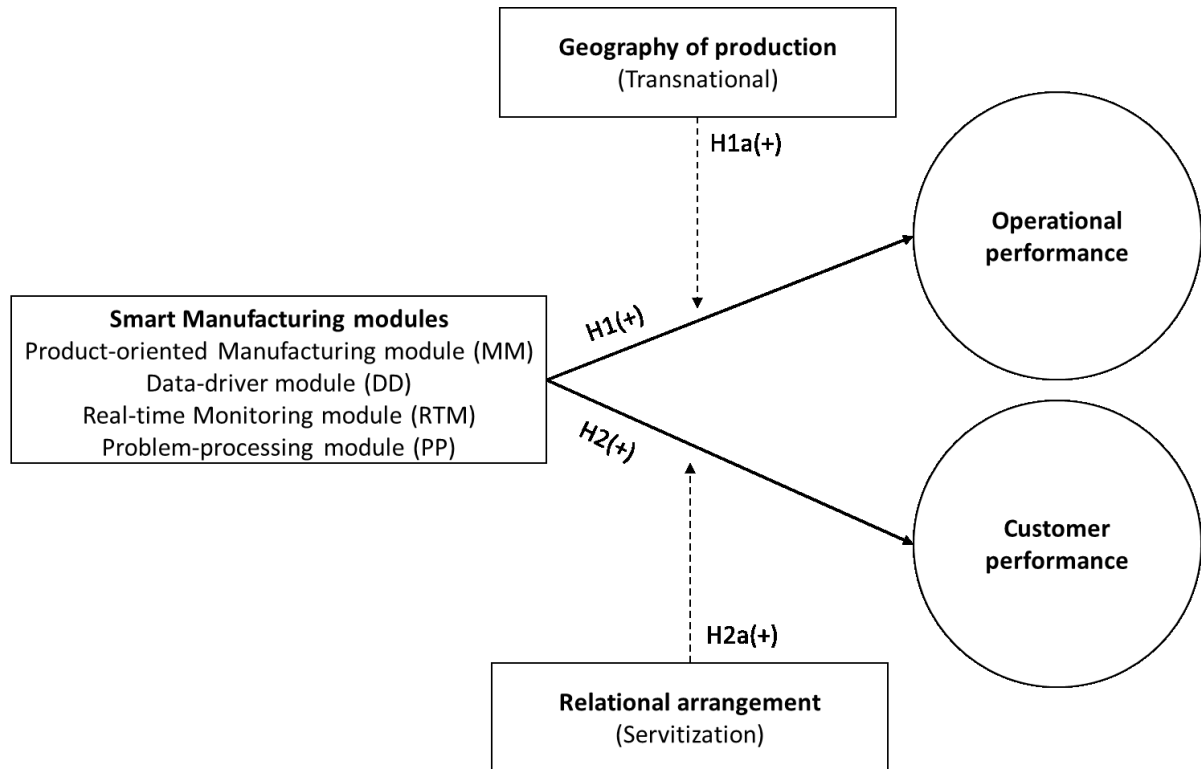 Geography of production
(Transnational)
H1a(+)
Operational
performance
H1(+)
Smart Manufacturing modules
Product-oriented Manufacturing module (MM)
Data-driver module (DD)
Real-time Monitoring module (RTM)
Problem-processing module (PP)
H2(+)
Customer
performance
H2a(+)
Relational arrangement
(Servitization)